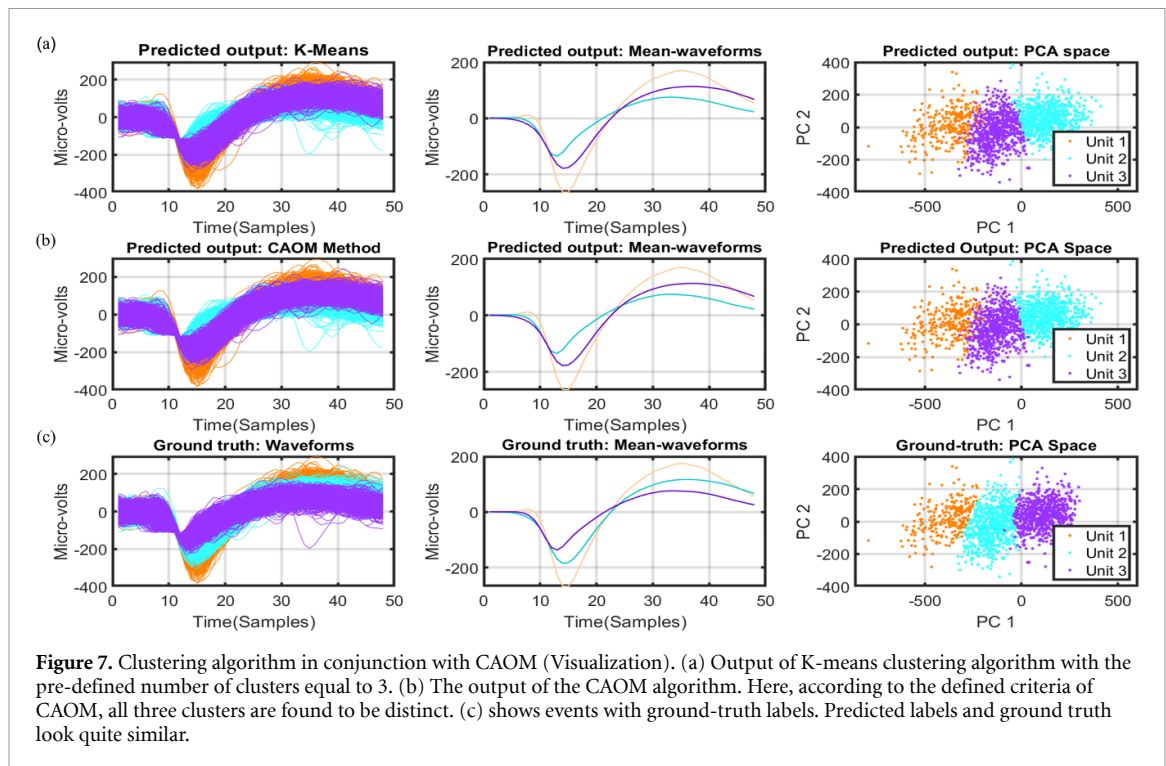 (a)
Predicted output: K-Means
Predicted output: Mean-waveforms
Predicted output: PCA space
Micro-volts
200
0
-200
-400
0 10 20 30 40 50
Time(Samples)
Micro-volts
200
0
-200
0 10 20 30 40 50
Time(Samples)
PC 2
400
200
0
-200
-400
-500 0 500
PC 1
Unit 1
Unit 2
Unit 3
(b)
Predicted output: CAOM Method
Predicted output: Mean-waveforms
Predicted Output: PCA Space
Micro-volts
200
0
-200
-400
0 10 20 30 40 50
Time(Samples)
Micro-volts
200
0
-200
0 10 20 30 40 50
Time(Samples)
PC 2
400
200
0
-200
-400
-500 0 500
PC 1
Unit 1
Unit 2
Unit 3
(c)
Ground truth: Waveforms
Ground truth: Mean-waveforms
Ground-truth: PCA Space
Micro-volts
200
0
-200
-400
0 10 20 30 40 50
Time(Samples)
Micro-volts
200
0
-200
0 10 20 30 40 50
Time(Samples)
PC 2
400
200
0
-200
-400
-500 0 500
PC 1
Unit 1
Unit 2
Unit 3
Figure 7. Clustering algorithm in conjunction with CAOM (Visualization). (a) Output of K-means clustering algorithm with the
pre-defined number of clusters equal to 3. (b) The output of the CAOM algorithm. Here, according to the defined criteria of
CAOM, all three clusters are found to be distinct. (c) shows events with ground-truth labels. Predicted labels and ground truth
look quite similar.